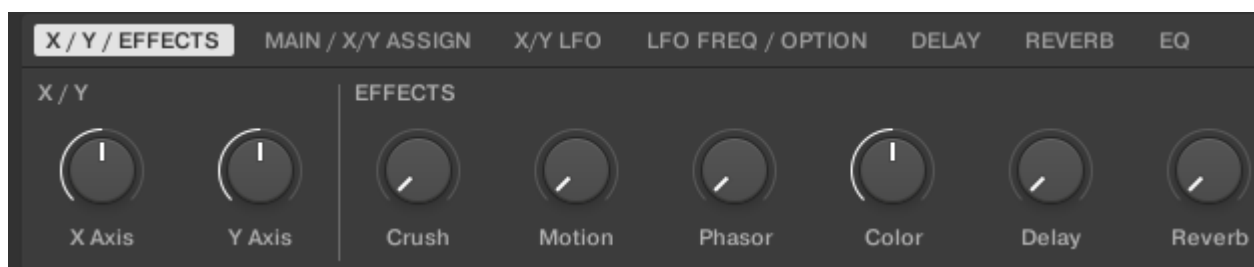 X / Y / EFFECTS MAIN / X/Y ASSIGN X/Y LFO LFO FREQ / OPTION DELAY REVERB EQ
X / Y EFFECTS
X Axis Y Axis Crush Motion Phasor Color Delay Reverb